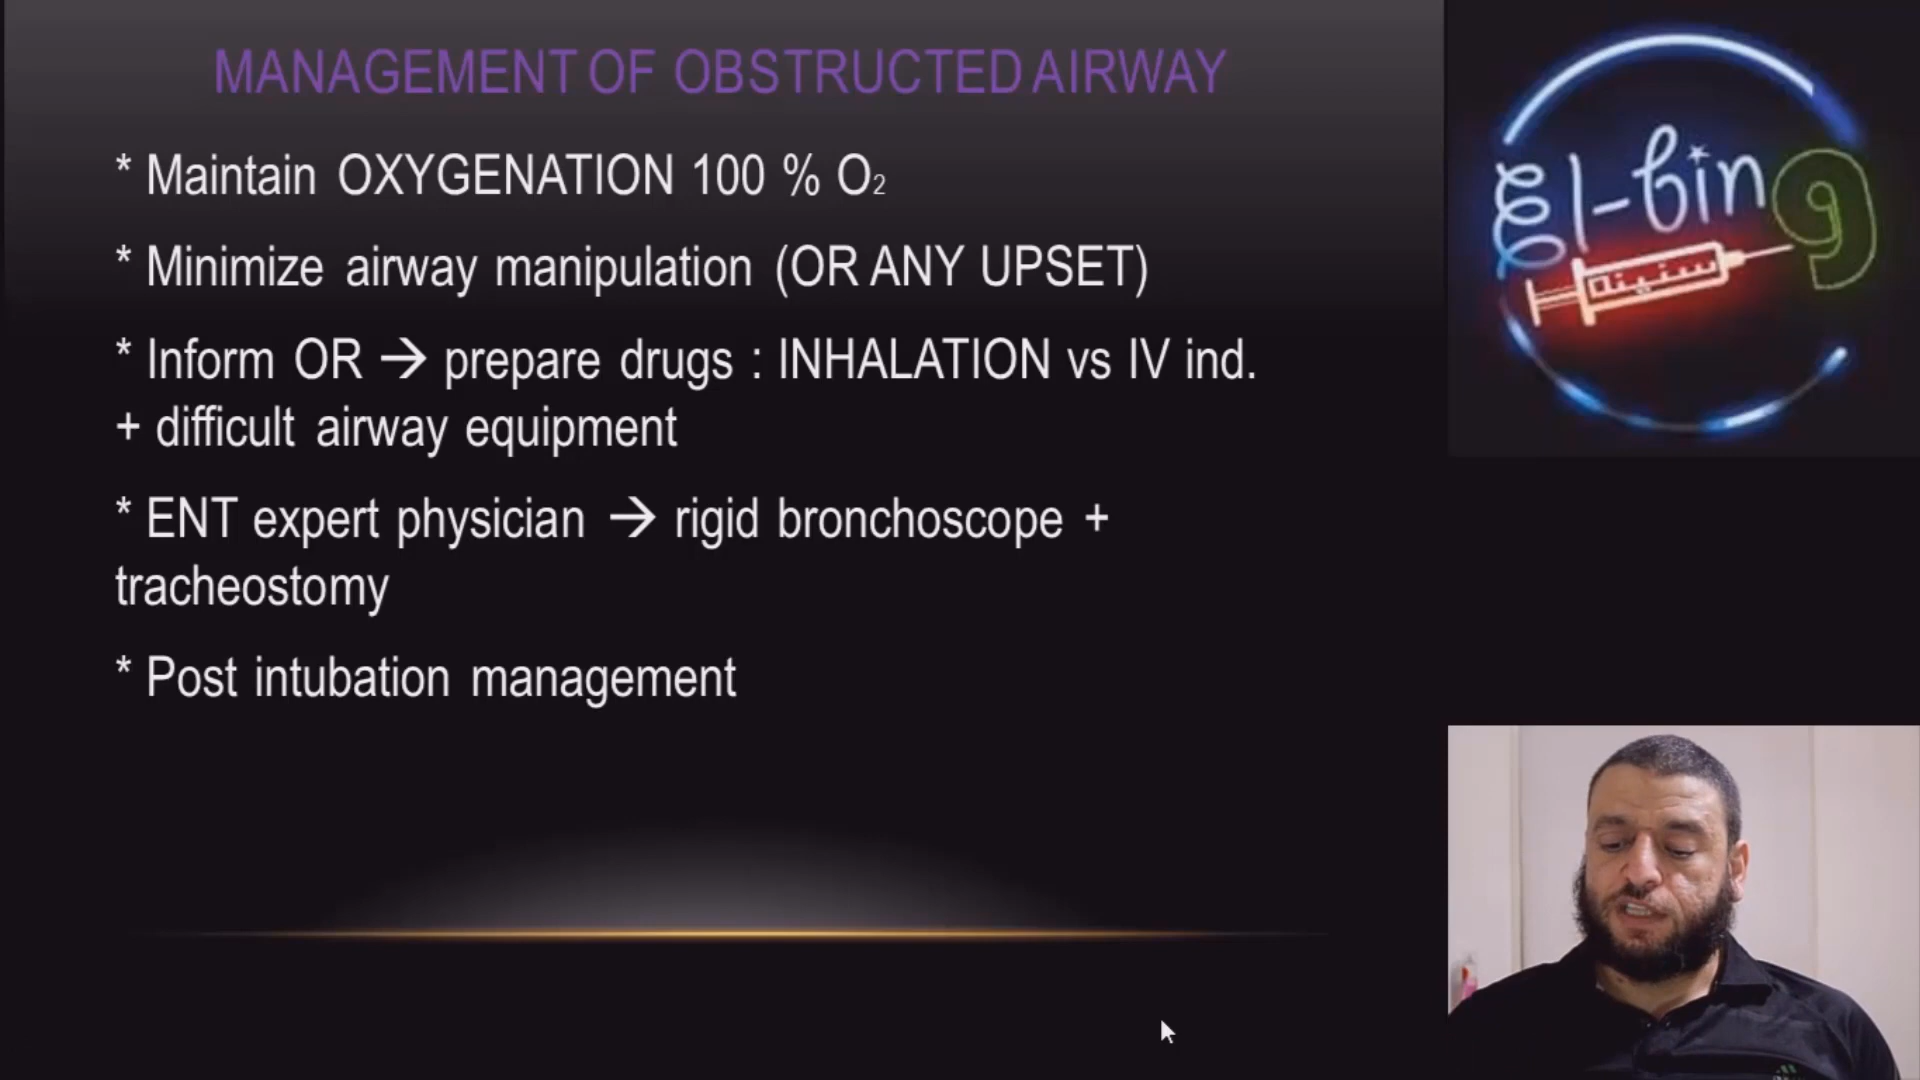 MANAGEMENT OF OBSTRUCTED AIRWAY
* Maintain OXYGENATION 100 % O₂
* Minimize airway manipulation (OR ANY UPSET)
* Inform OR → prepare drugs : INHALATION vs IV ind.
+ difficult airway equipment
* ENT expert physician → rigid bronchoscope +
tracheostomy
* Post intubation management
El-bing